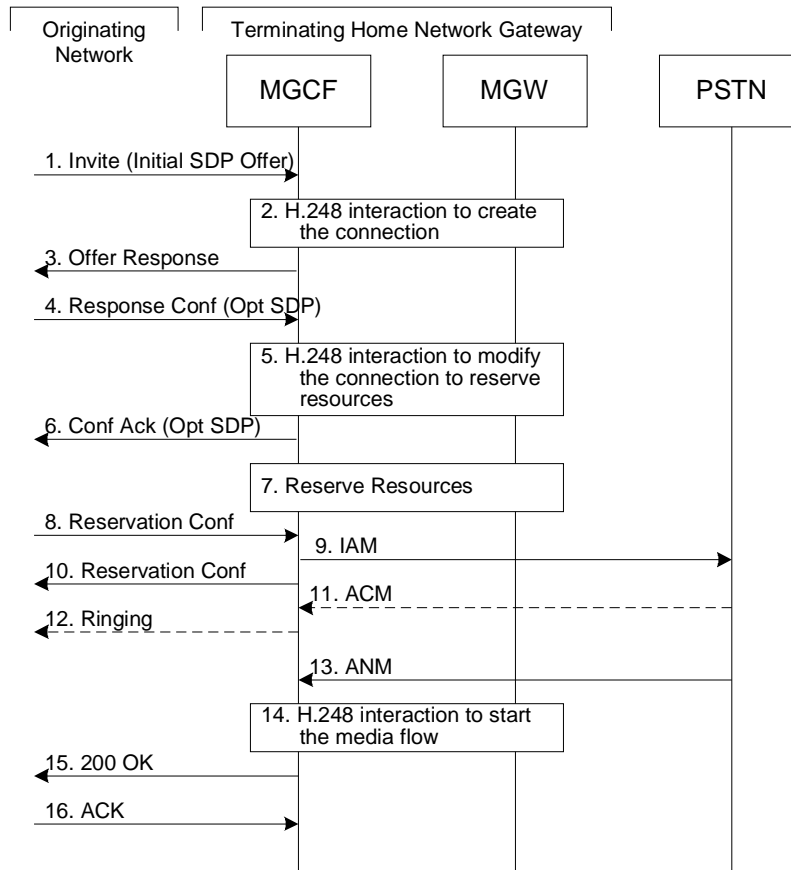 Originating
Network
Terminating Home Network Gateway
MGCF
MGW
PSTN
1. Invite (Initial SDP Offer)
2. H.248 interaction to create
the connection
3. Offer Response
4. Response Conf (Opt SDP)
5. H.248 interaction to modify
the connection to reserve
resources
6. Conf Ack (Opt SDP)
7. Reserve Resources
8. Reservation Conf
9. IAM
10. Reservation Conf
11. ACM
12. Ringing
13. ANM
14. H.248 interaction to start
the media flow
15. 200 OK
16. ACK